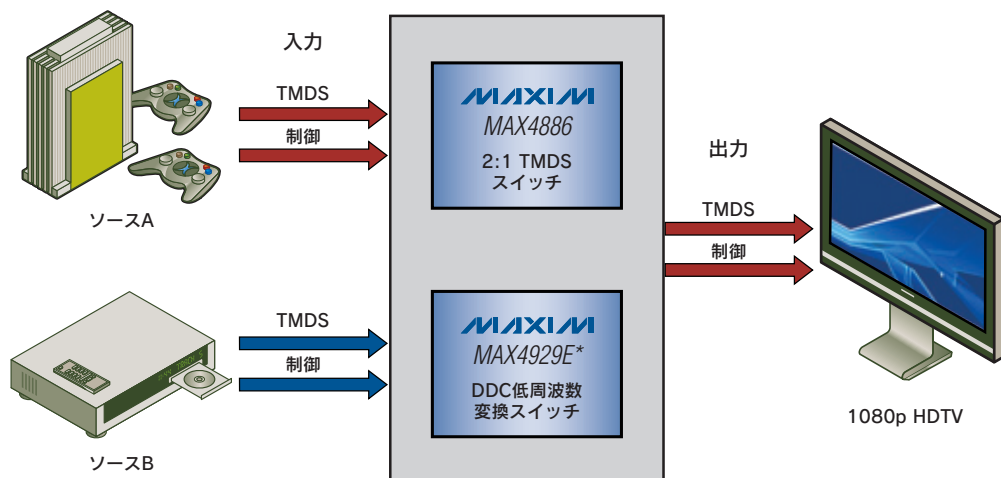 入力
TMDS
制御
ソースA
MAXIM
MAX4886
2:1 TMDS
スイッチ
出力
TMDS
制御
TMDS
制御
ソースB
MAXIM
MAX4929E*
DDC低周波数
変換スイッチ
1080p HDTV